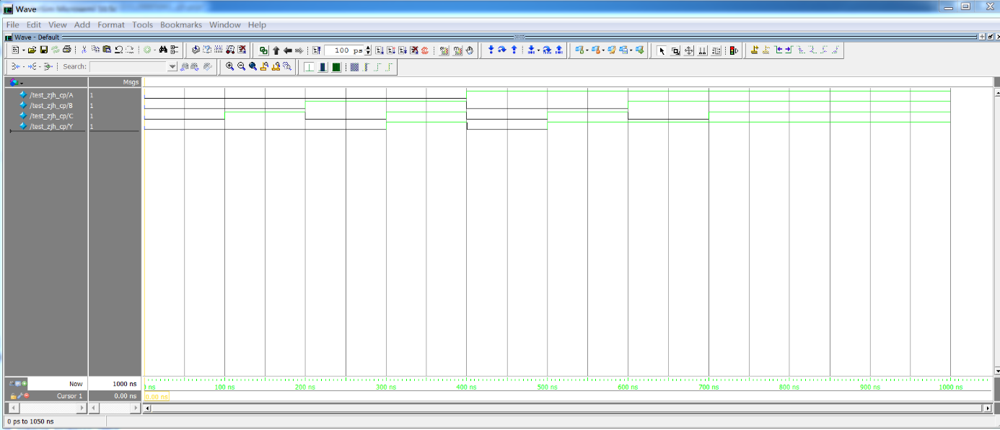 Wave
File Edit View Add Format Tools Bookmarks Window Help
Wave - Default
100 ps
Search:
Msgs
/test_zjh_cp/A 1
/test_zjh_cp/B 1
/test_zjh_cp/C 1
/test_zjh_cp/Y 1
Now 1000 ns
ns 100 ns 200 ns 300 ns 400 ns 500 ns 600 ns 700 ns 800 ns 900 ns 1000 ns
Cursor 1 0.00 ns 0.00 ns
0 ps to 1050 ns